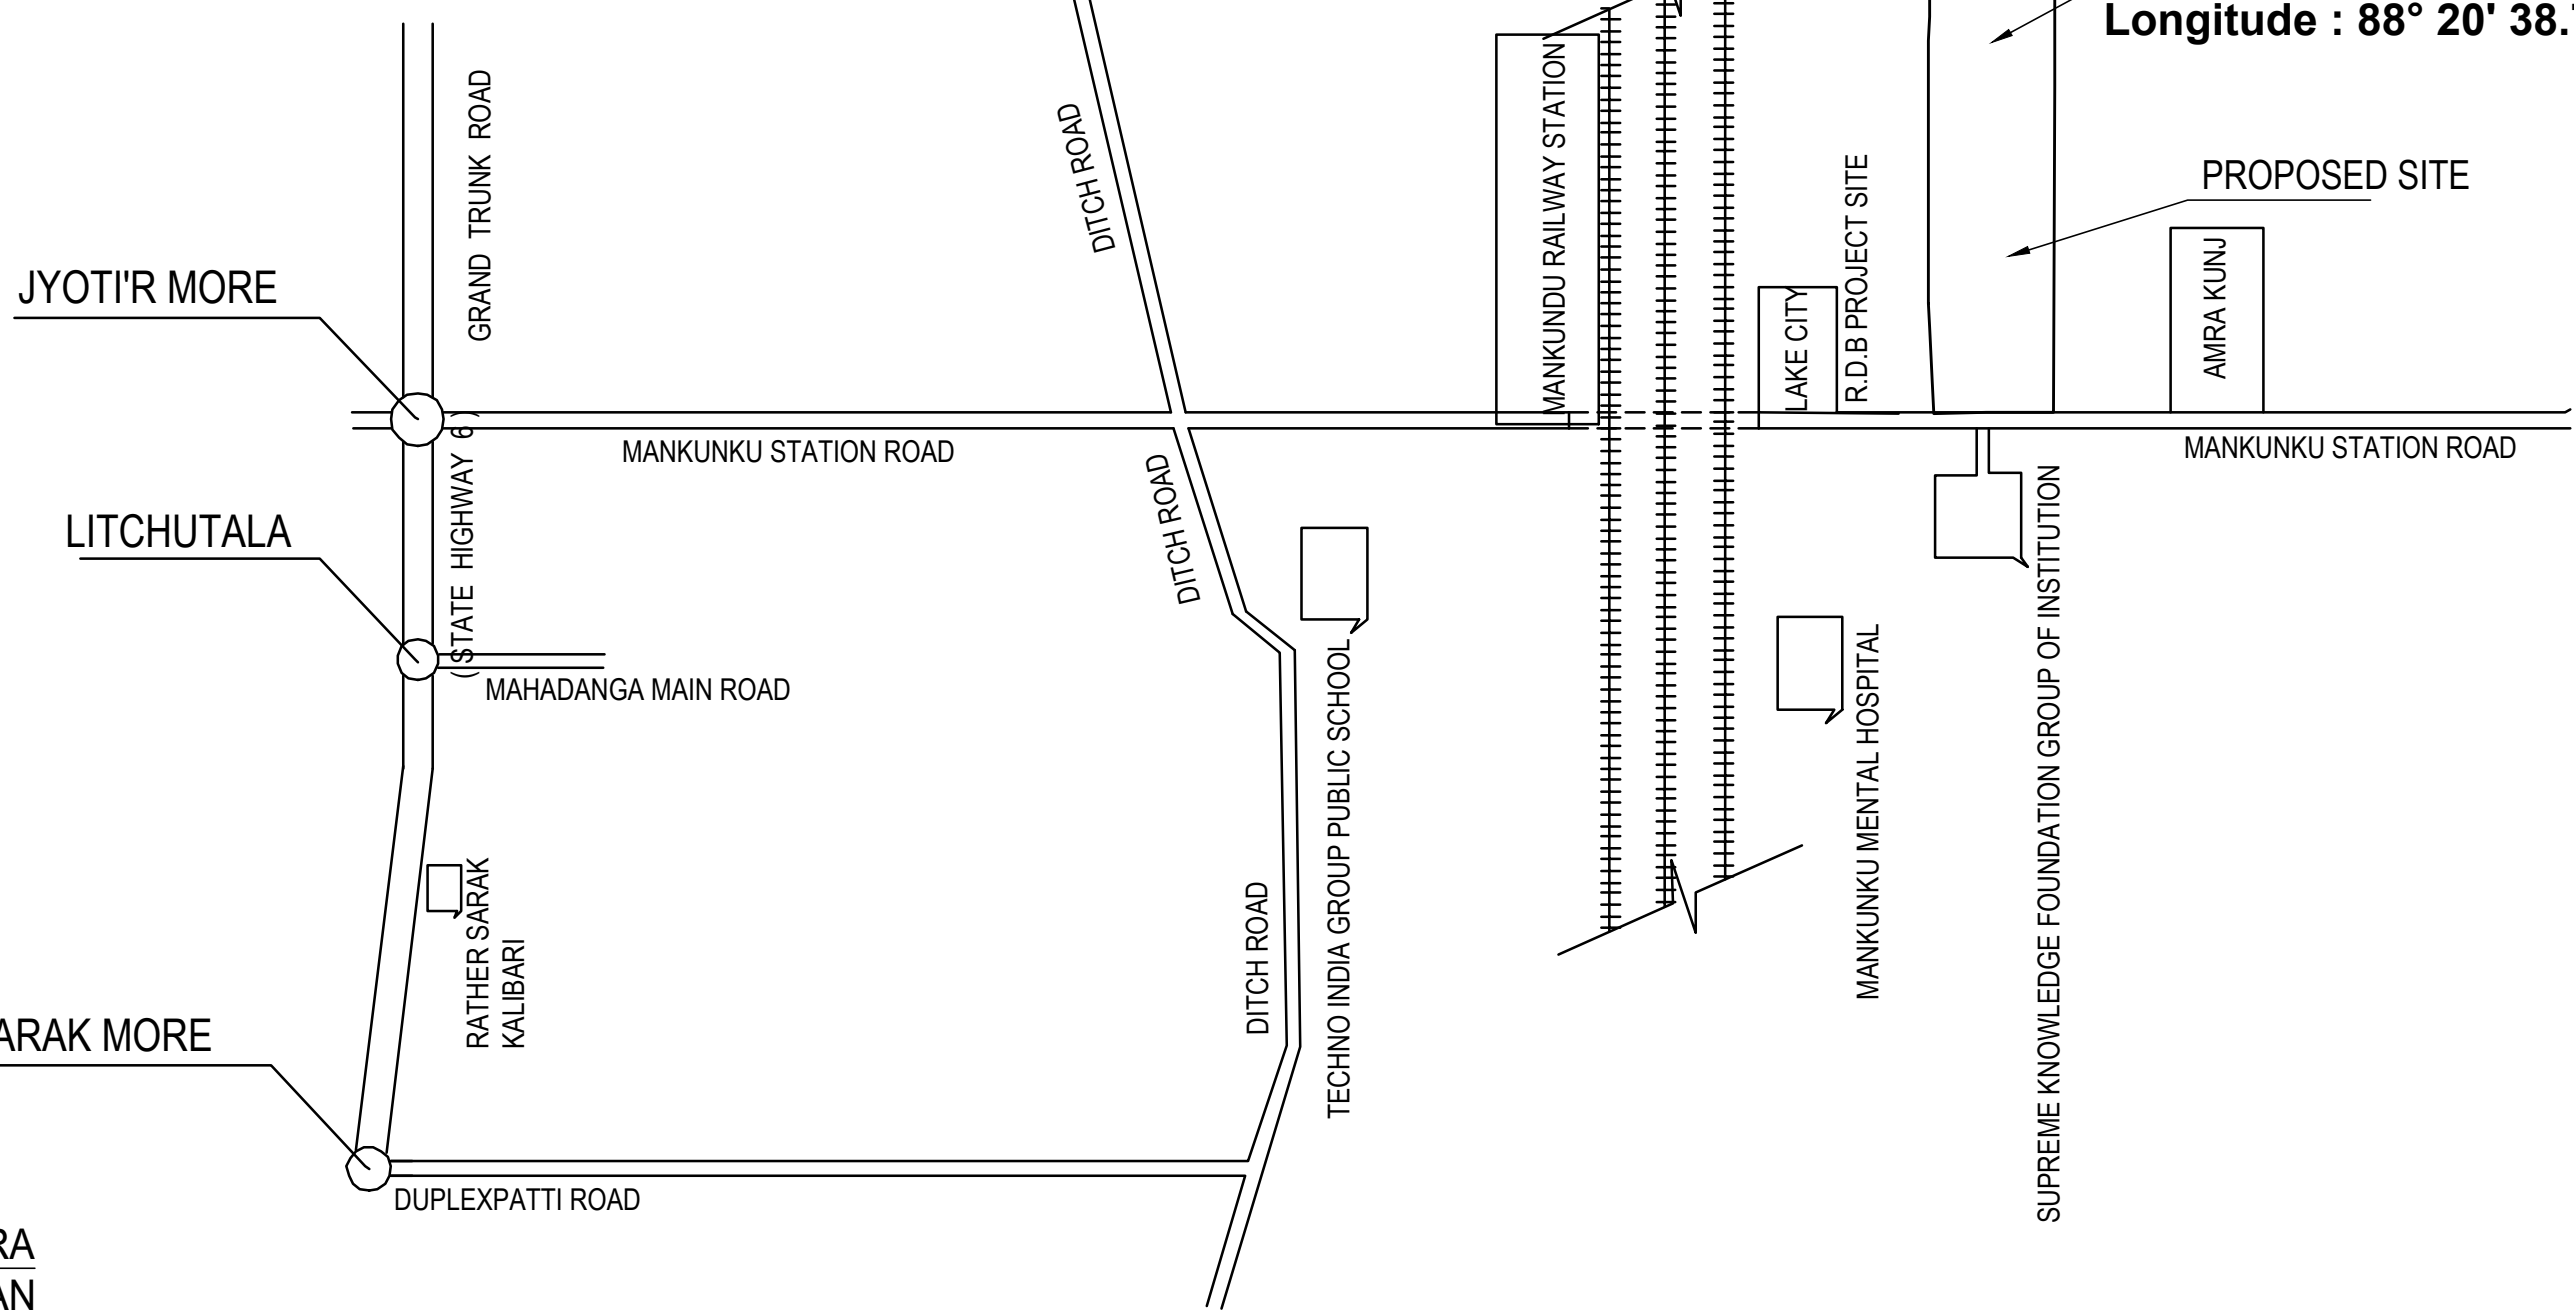 Longitude : 88° 20' 38.
GRAND TRUNK ROAD
DITCH ROAD
MANKUNDU RAILWAY STATION
R.D.B PROJECT SITE
PROPOSED SITE
JYOTI'R MORE
LAKE CITY
AMRA KUNJ
(STATE HIGHWAY 6)
MANKUNKU STATION ROAD
MANKUNKU STATION ROAD
DITCH ROAD
LITCHUTALA
MAHADANGA MAIN ROAD
TECHNO INDIA GROUP PUBLIC SCHOOL
MANKUNKU MENTAL HOSPITAL
SUPREME KNOWLEDGE FOUNDATION GROUP OF INSTITUTION
RATHER SARAK
KALIBARI
DITCH ROAD
ARAK MORE
DUPLEXPATTI ROAD
RA
AN